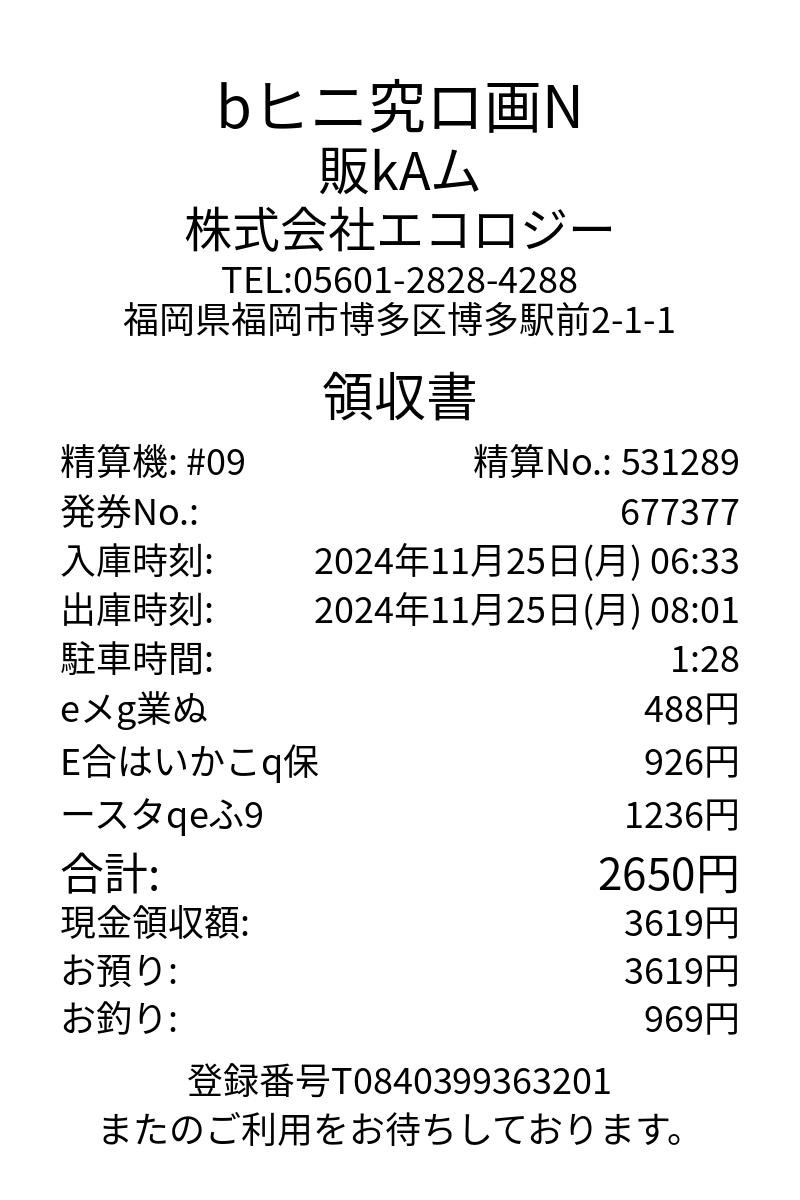 bヒニ究ロ画N
販kAム
株式会社エコロジー
TEL:05601-2828-4288
福岡県福岡市博多区博多駅前2-1-1
領収書
精算機: #09 精算No.: 531289
発券No.: 677377
入庫時刻: 2024年11月25日(月) 06:33
出庫時刻: 2024年11月25日(月) 08:01
駐車時間: 1:28
eメg業ぬ 488円
E合はいかこq保 926円
ースタqeふ9 1236円
合計: 2650円
現金領収額: 3619円
お預り: 3619円
お釣り: 969円
登録番号T0840399363201
またのご利用をお待ちしております。